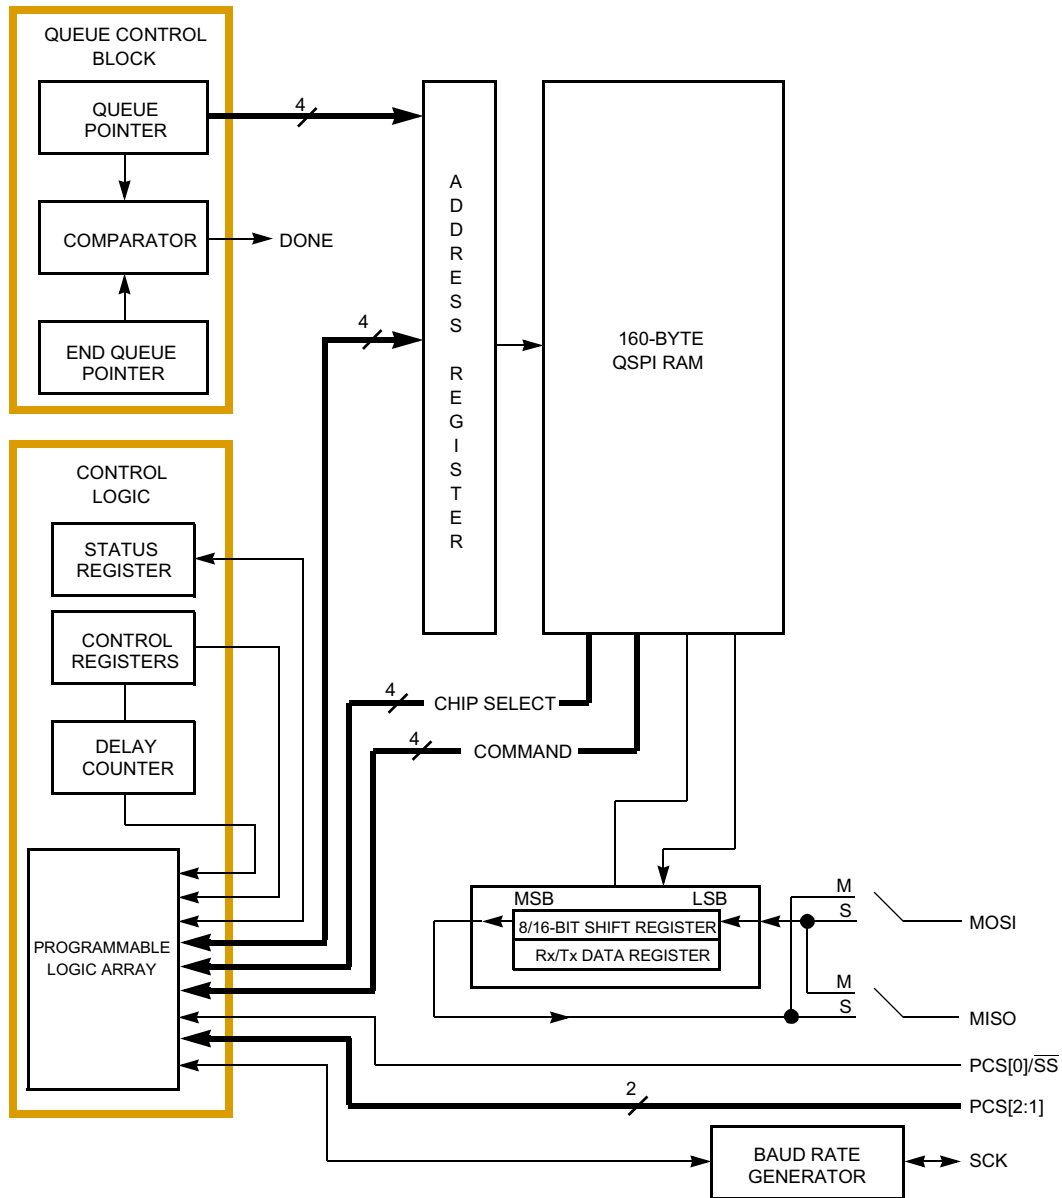 QUEUE CONTROL
BLOCK
QUEUE
POINTER
4
COMPARATOR
DONE
END QUEUE
POINTER
4
ADDRESS REGISTER
160-BYTE
QSPI RAM
CONTROL
LOGIC
STATUS
REGISTER
CONTROL
REGISTERS
DELAY
COUNTER
4
CHIP SELECT
4
COMMAND
PROGRAMMABLE
LOGIC ARRAY
MSB
LSB
8/16-BIT SHIFT REGISTER
Rx/Tx DATA REGISTER
M
S
MOSI
M
S
MISO
PCS[0]/S̅S̅
2
PCS[2:1]
BAUD RATE
GENERATOR
SCK